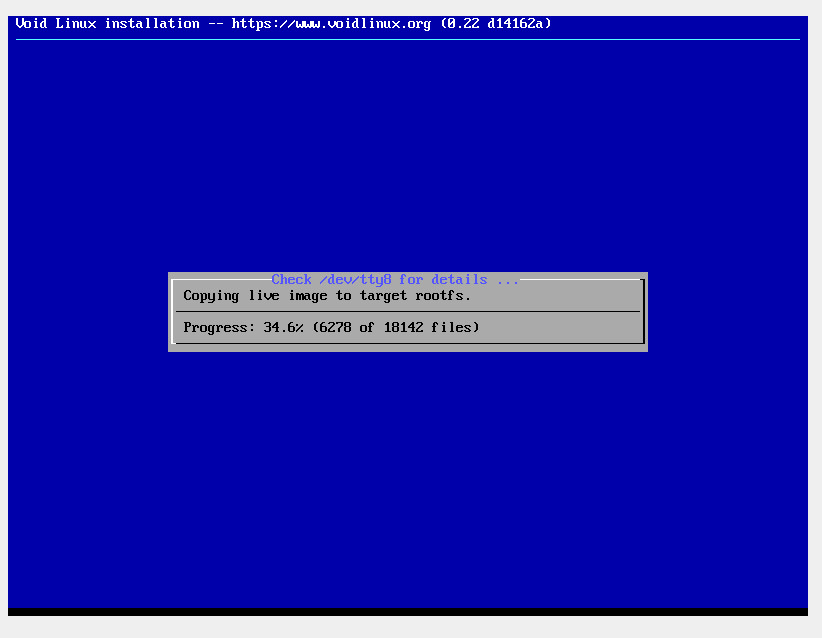 Void Linux installation -- https://www.voidlinux.org (0.22 d14162a)
Check /dev/tty8 for details ...
Copying live image to target rootfs.
Progress: 34.6% (6278 of 18142 files)